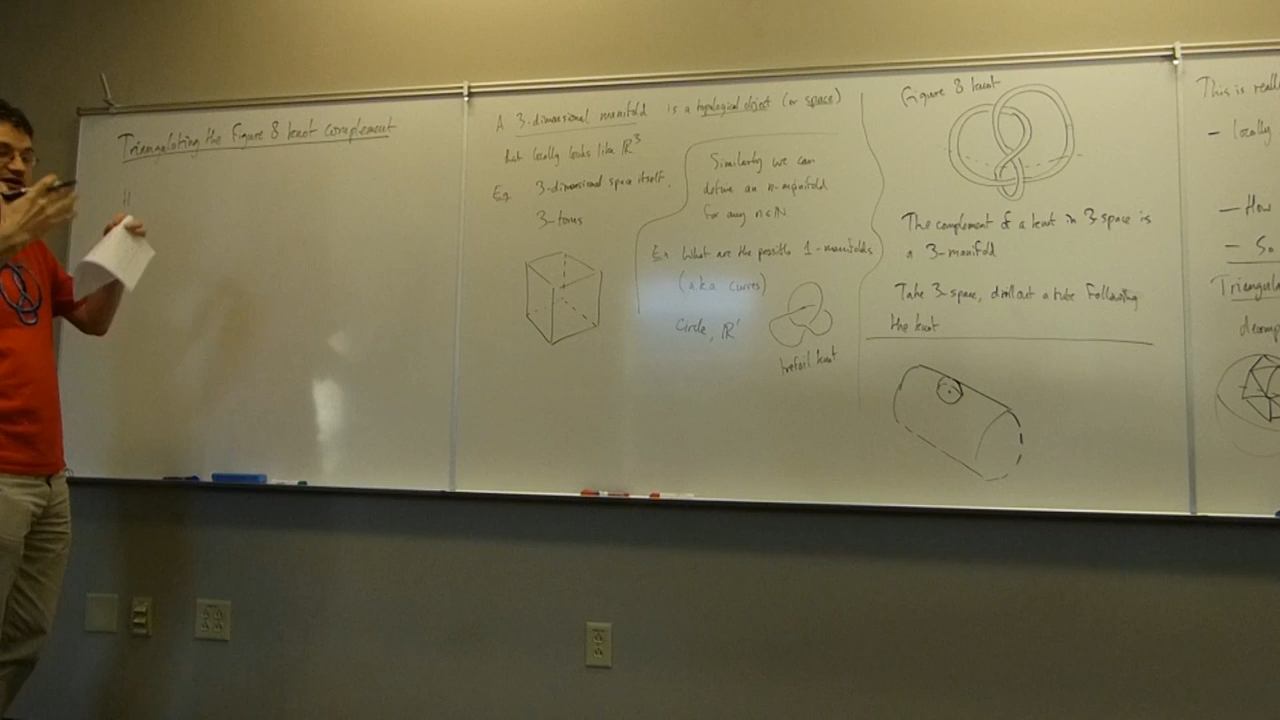 Triangulating the Figure 8 knot complement
H
A 3-dimensional manifold is a topological object (or space)
that locally looks like ℝ³
Eg 3-dimensional space itself.
3-torus
Similarly we can
define an n-manifold
for any n∈ℕ
Ex What are the possible 1-manifolds
(aka curves)
Circle, ℝ¹
trefoil knot
Figure 8 knot
The complement of a knot in 3-space is
a 3-manifold
Take 3-space, drill out a tube following
the knot
This is reall
- locally
- How
- So
Triangula
decomp